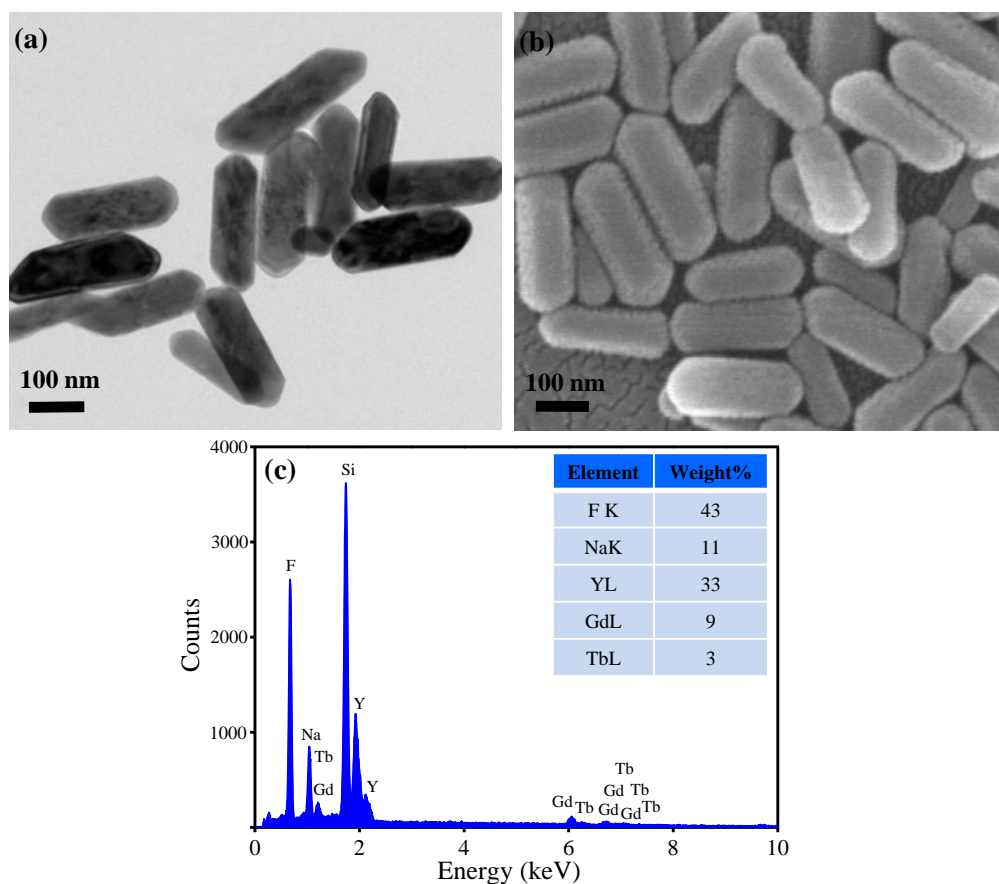 (a)
100 nm
(b)
100 nm
(c)
4000
3000
2000
1000
0
2
4
6
8
10
Counts
Energy (keV)
F
Na
Tb
Gd
Si
Y
Y
Gd
Tb
Tb
Gd
Tb
Gd
Gd
Tb
Element Weight%
F K 43
NaK 11
YL 33
GdL 9
TbL 3